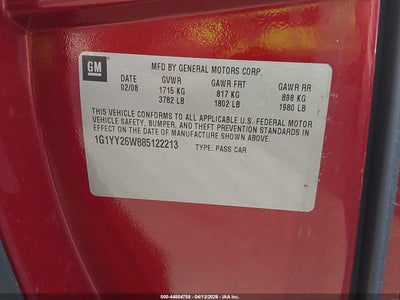 GM
MFD BY GENERAL MOTORS CORP.
DATE GVWR GAWR FR GAWR RR
02/08 1715 KG 817 KG 898 KG
3782 LB 1802 LB 1980 LB
THIS VEHICLE CONFORMS TO ALL APPLICABLE U.S. FEDERAL MOTOR
VEHICLE SAFETY, BUMPER, AND THEFT PREVENTION STANDARDS IN
EFFECT ON THE DATE OF MANUFACTURE SHOWN ABOVE.
1G1YY26W885122213 TYPE: PASS CAR
000-44854758 - 04/13/2026 - IAA, Inc.